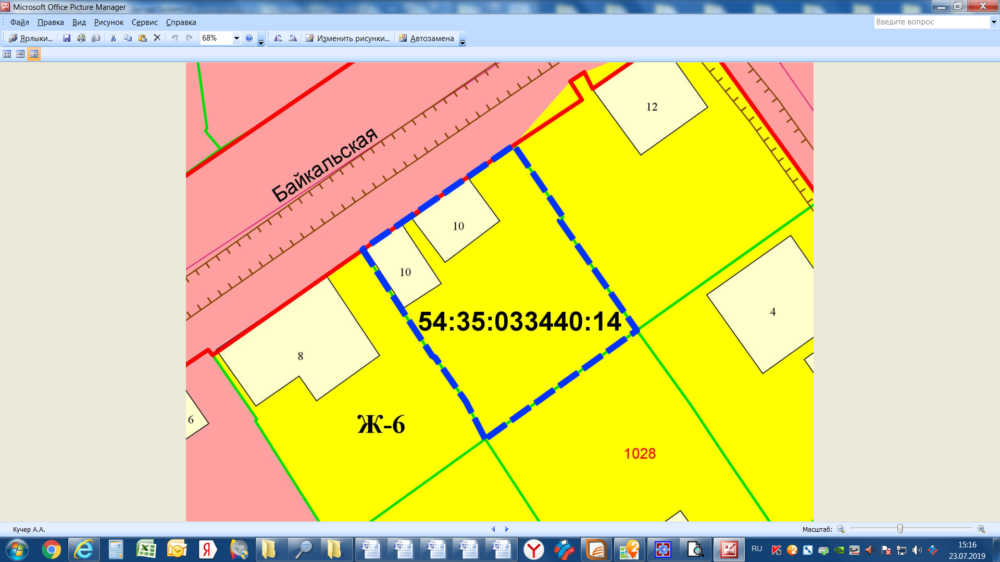 Microsoft Office Picture Manager
Файл Правка Вид Рисунок Сервис Справка
Введите вопрос
Ярлыки... 68% Изменить рисунки... Автозамена
Байкальская
12
10
10
54:35:033440:14
4
8
Ж-6
6
1028
Кучер А.А.
Масштаб:
RU
15:16
23.07.2019